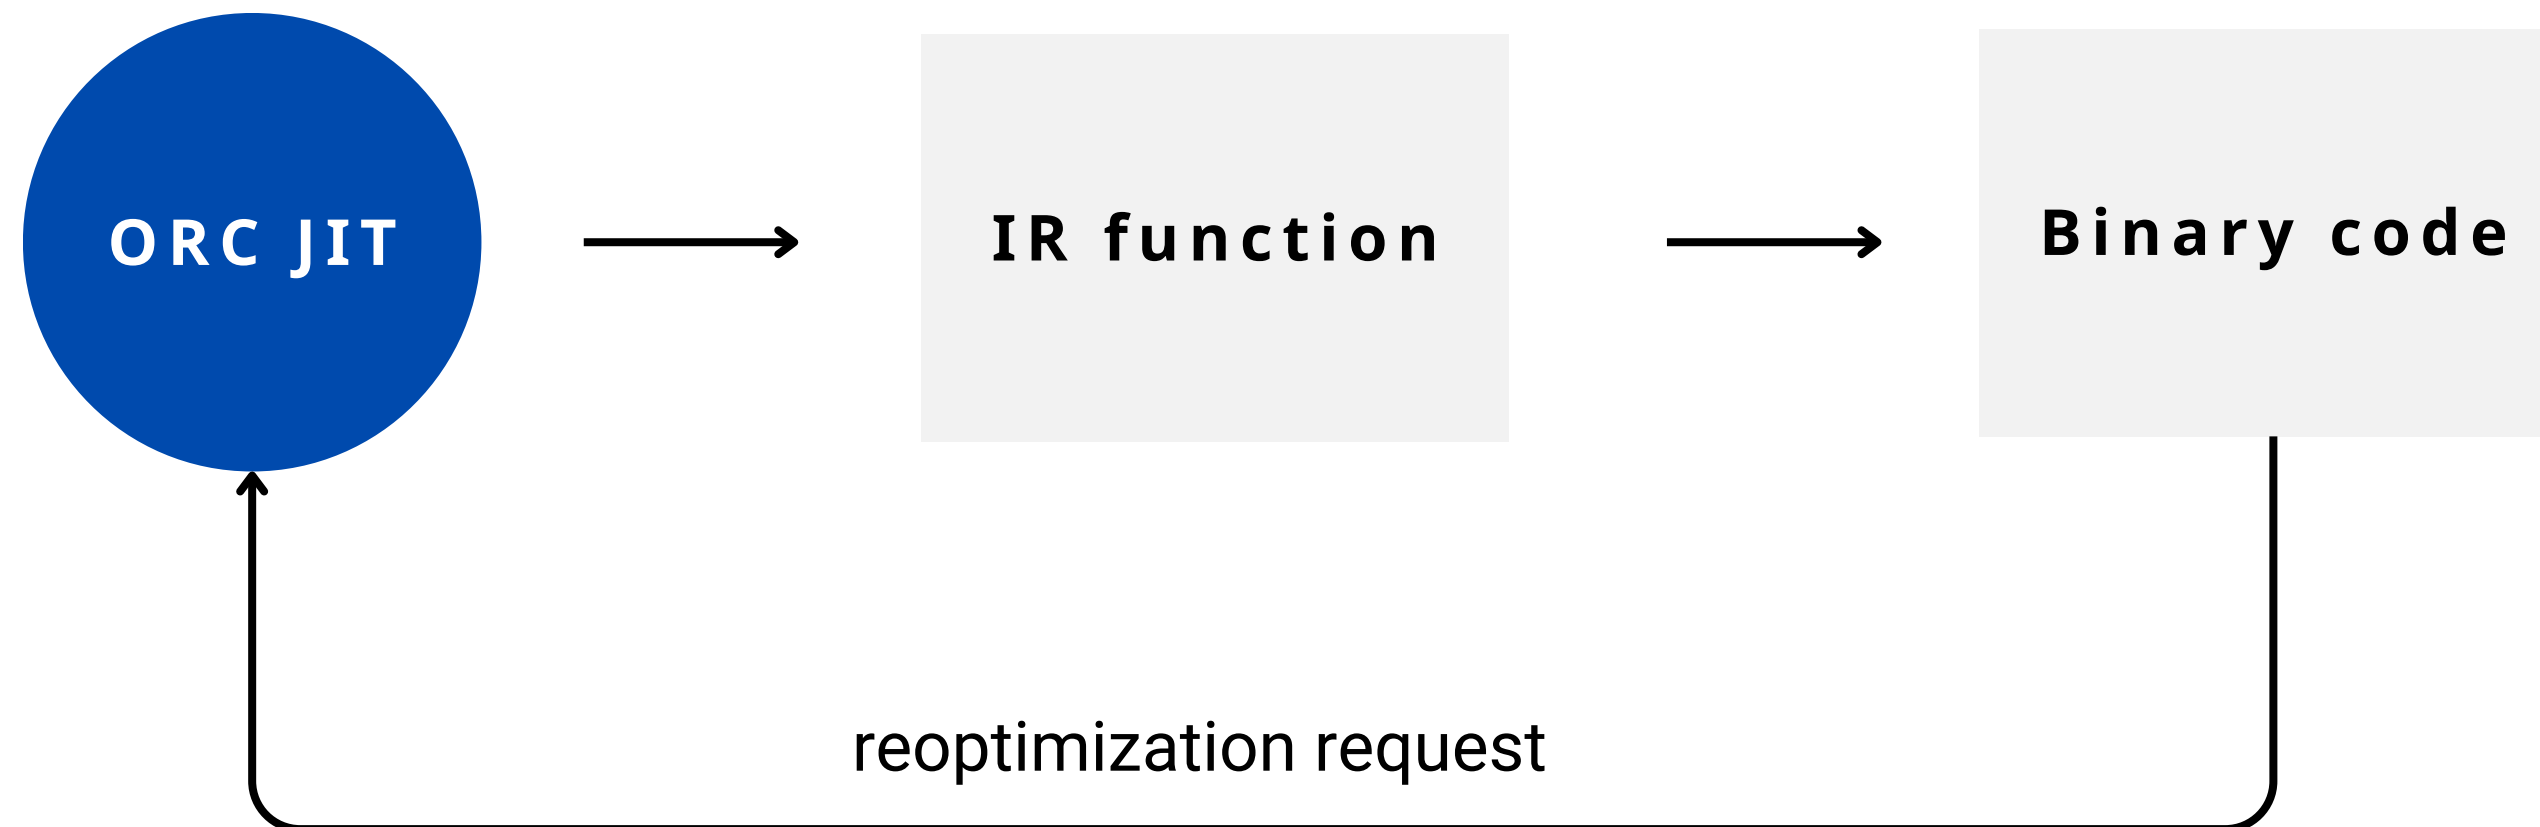 ORC JIT
IR function
Binary code
reoptimization request